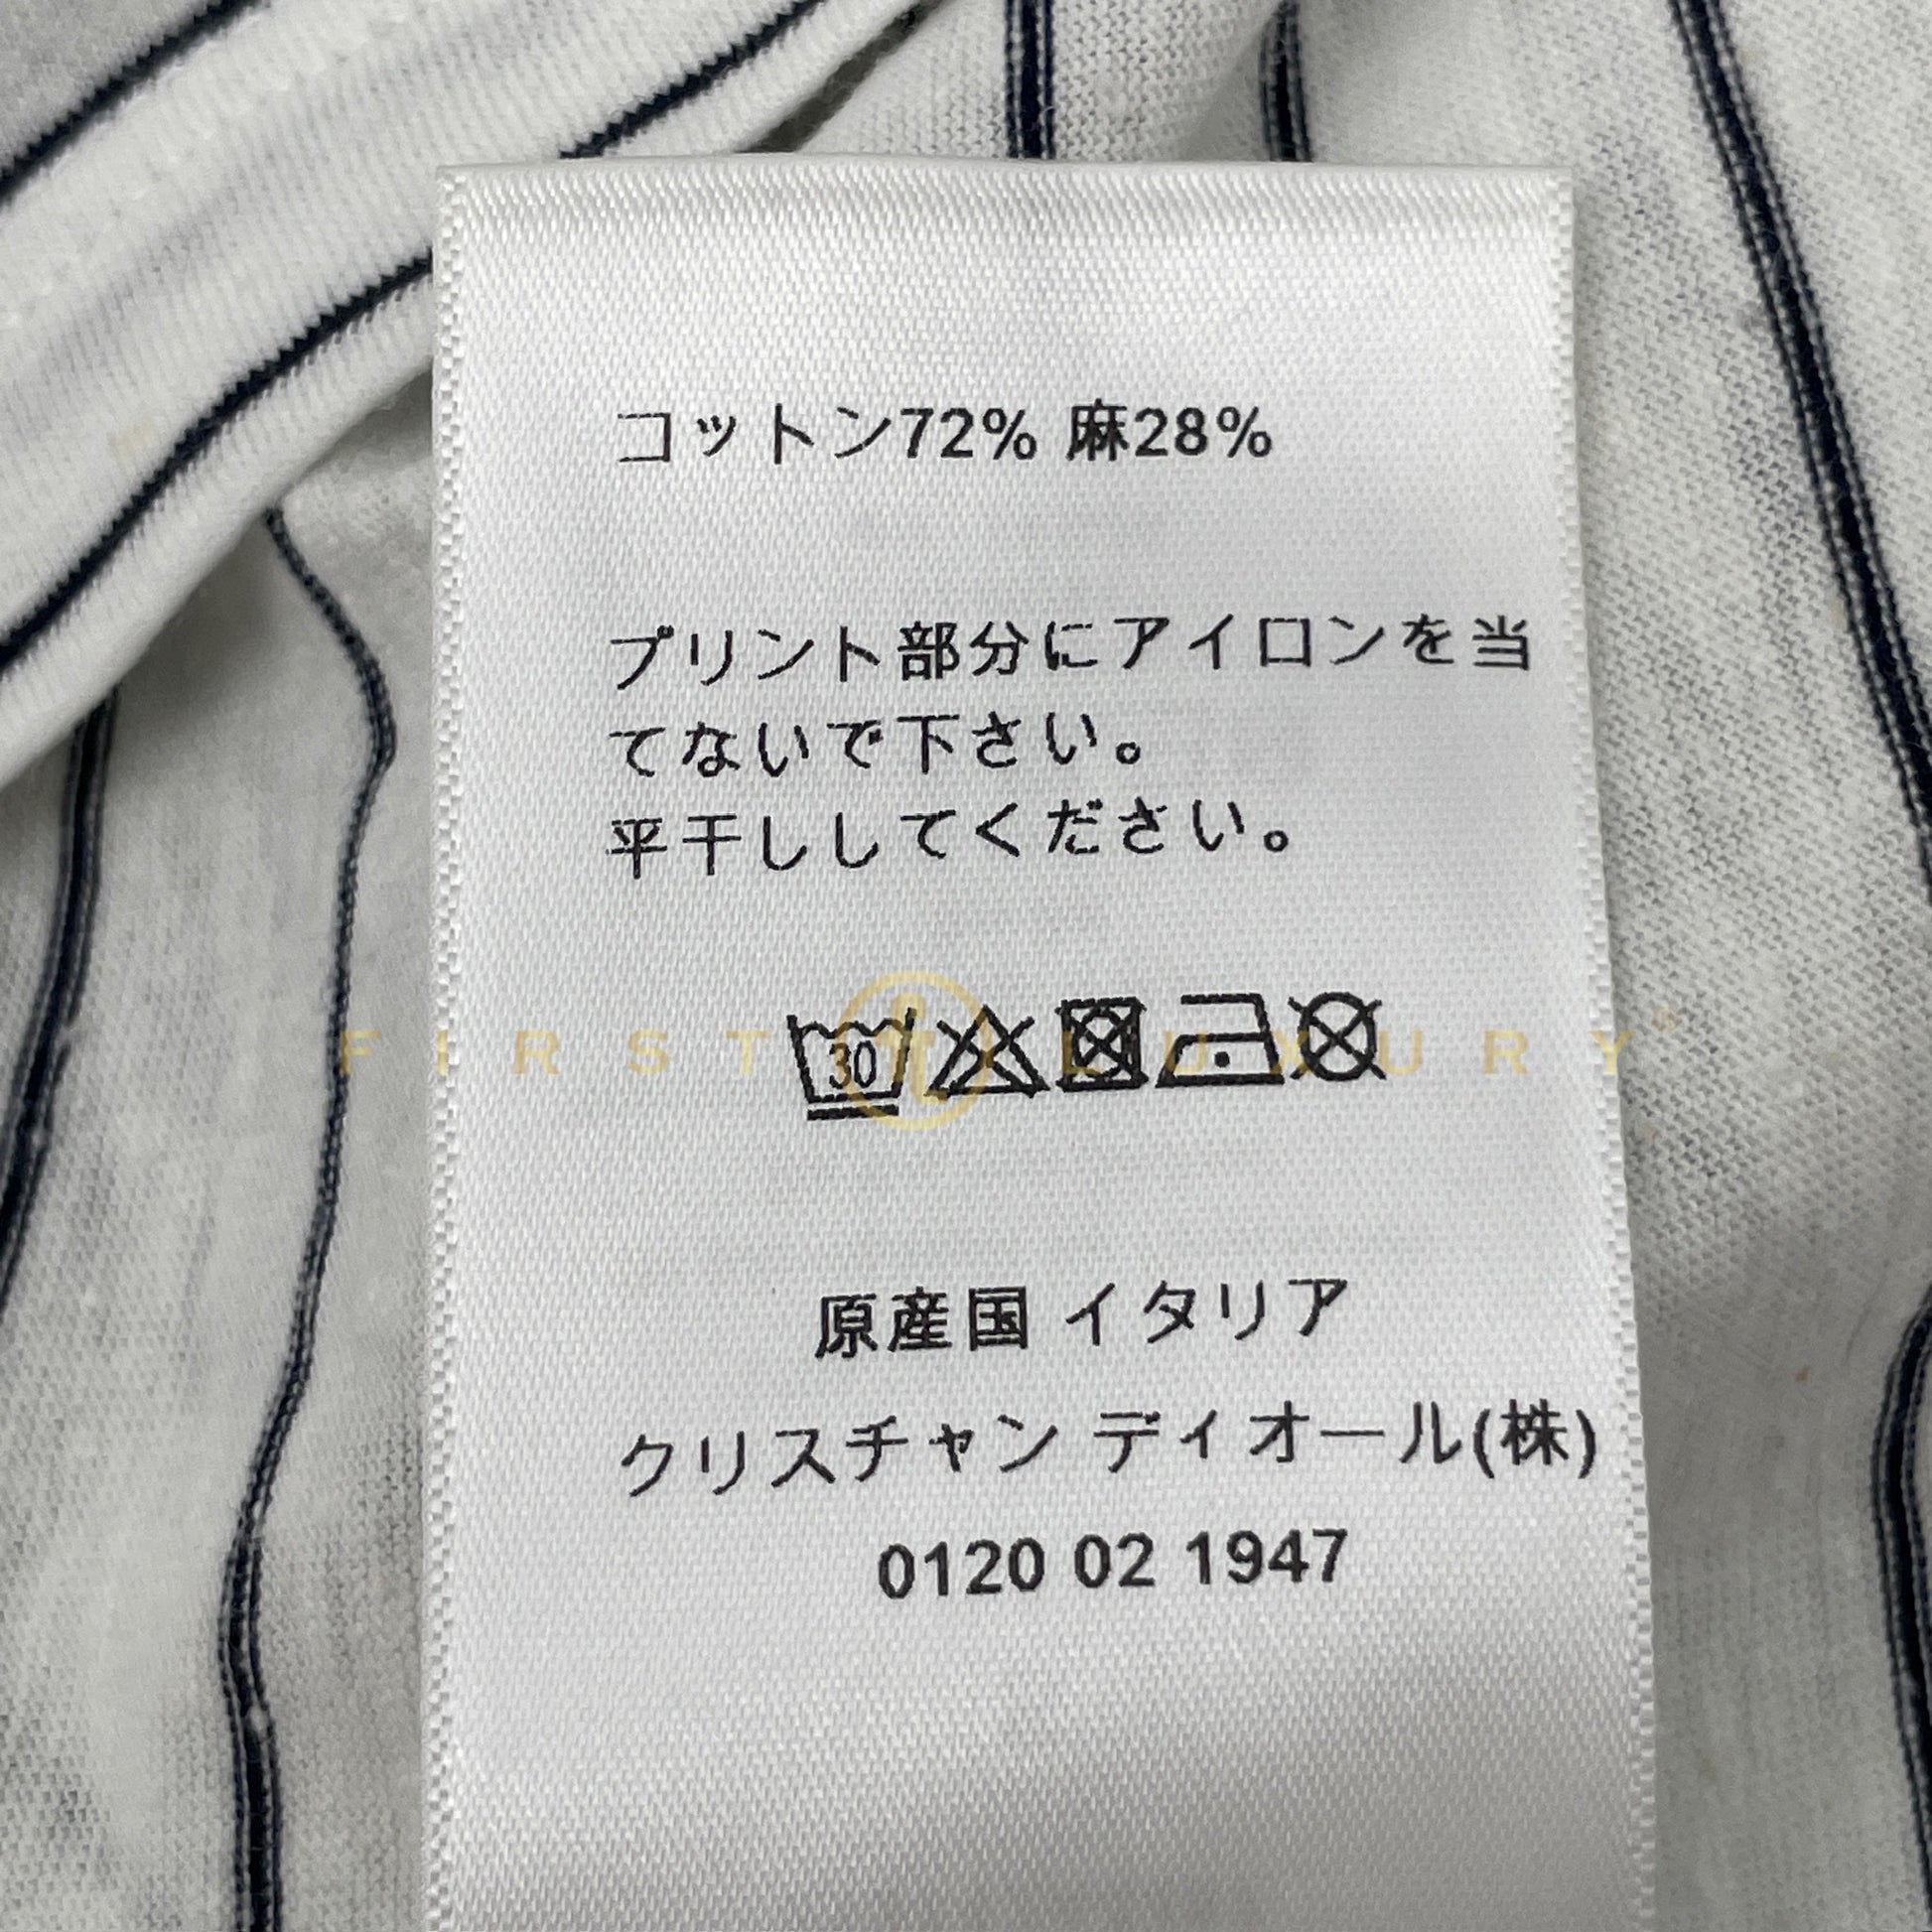 コットン72% 麻28%
プリント部分にアイロンを当
てないで下さい。
平干ししてください。
30
FIRST LUXURY®
原産国 イタリア
クリスチャン ディオール(株)
0120 02 1947